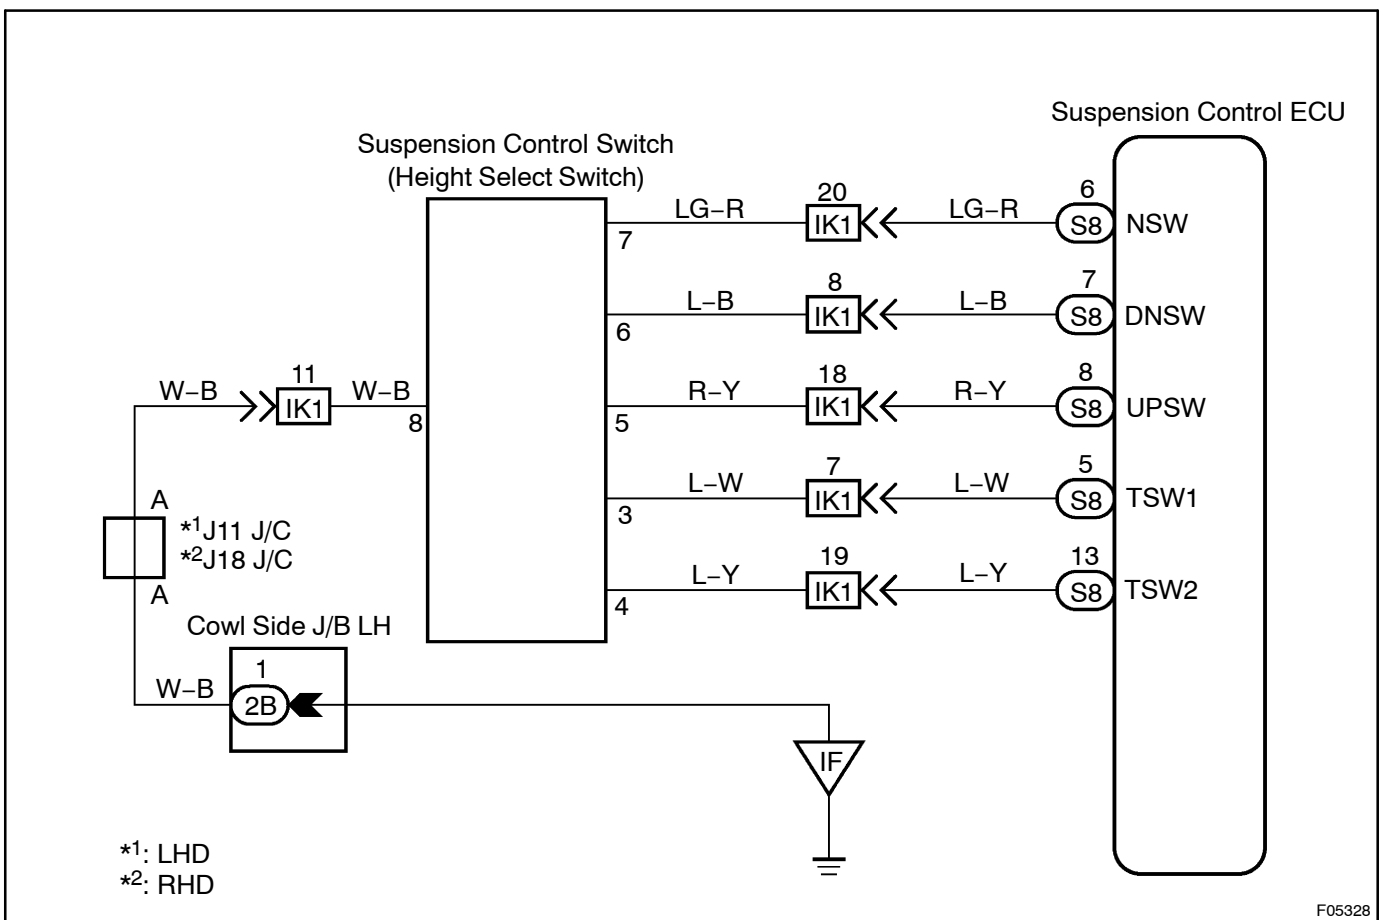 Suspension Control ECU
Suspension Control Switch
(Height Select Switch)
LG−R
20
IK1
LG−R
6
S8
NSW
7
L−B
8
IK1
L−B
7
S8
DNSW
6
W−B
11
IK1
W−B
8
R−Y
18
IK1
R−Y
8
S8
UPSW
5
L−W
7
IK1
L−W
5
S8
TSW1
3
A
*1J11 J/C
*2J18 J/C
A
L−Y
19
IK1
L−Y
13
S8
TSW2
4
Cowl Side J/B LH
W−B
1
2B
IF
*1: LHD
*2: RHD
F05328